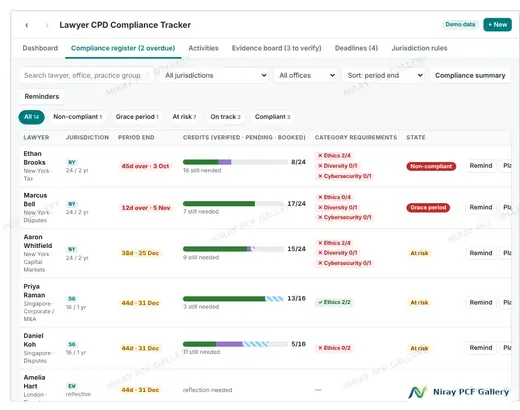 Lawyer CPD Compliance Tracker
Demo data
+ New
Dashboard
Compliance register (2 overdue)
Activities
Evidence board (3 to verify)
Deadlines (4)
Jurisdiction rules
Search lawyer, office, practice group
All jurisdictions
All offices
Sort: period end
Compliance summary
Reminders
All 14
Non-compliant 1
Grace period 1
At risk 7
On track 2
Compliant 3
LAWYER JURISDICTION PERIOD END CREDITS (VERIFIED · PENDING · BOOKED) CATEGORY REQUIREMENTS STATE
Ethan Brooks
New York · Tax
NY
24 / 2 yr
45d over · 3 Oct
8/24
16 still needed
✕ Ethics 2/4
✕ Diversity 0/1
✕ Cybersecurity 0/1
Non-compliant
Remind
Pla
Marcus Bell
New York · Disputes
NY
24 / 2 yr
12d over · 5 Nov
17/24
7 still needed
✕ Ethics 0/4
✕ Diversity 0/1
✕ Cybersecurity 0/1
Grace period
Remind
Pla
Aaron Whitfield
New York · Capital Markets
NY
24 / 2 yr
38d · 25 Dec
15/24
9 still needed
✕ Ethics 2/4
✕ Diversity 0/1
✕ Cybersecurity 0/1
At risk
Remind
Pla
Priya Raman
Singapore · Corporate / M&A
SG
16 / 1 yr
44d · 31 Dec
13/16
3 still needed
✓ Ethics 2/2
At risk
Remind
Pla
Daniel Koh
Singapore · Disputes
SG
16 / 1 yr
44d · 31 Dec
5/16
11 still needed
✕ Ethics 0/2
At risk
Remind
Pla
Amelia Hart
London ·
EW
reflective
44d · 31 Dec
reflection needed
—
Niray PCF Gallery